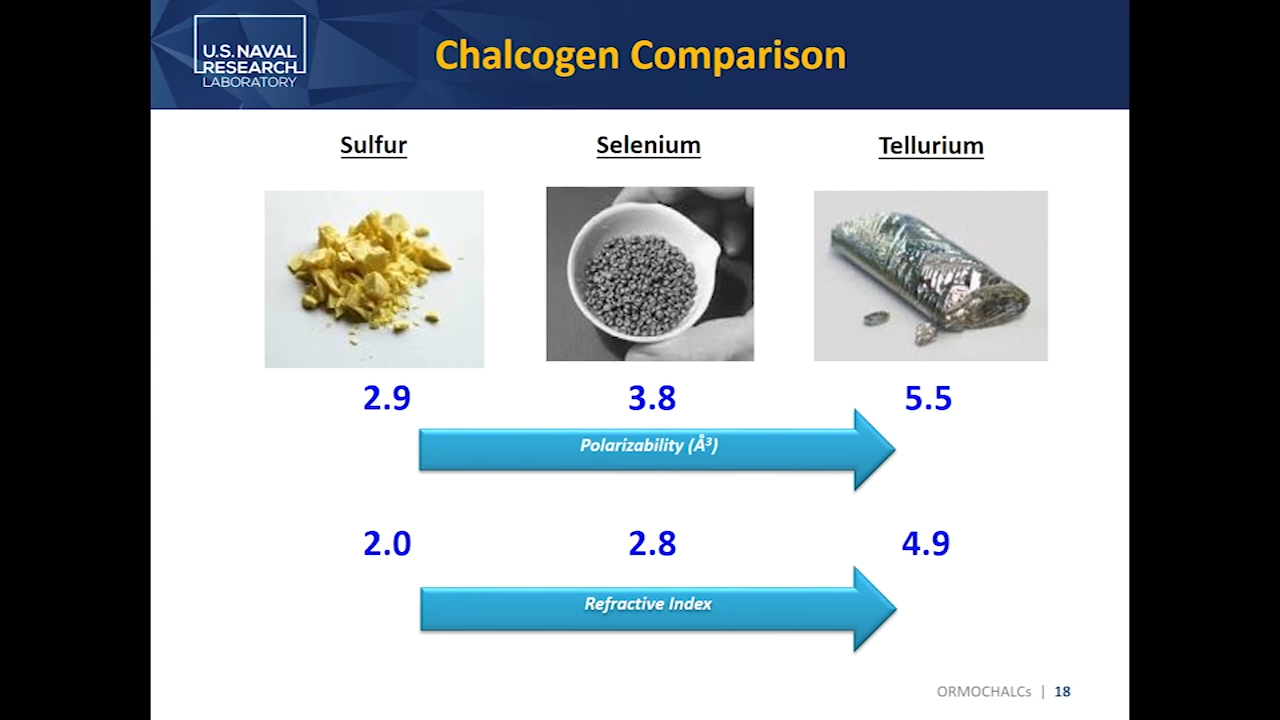 U.S. NAVAL
RESEARCH
LABORATORY
Chalcogen Comparison
Sulfur Selenium Tellurium
2.9 3.8 5.5
Polarizability (Å³)
2.0 2.8 4.9
Refractive Index
ORMOCHALCs | 18